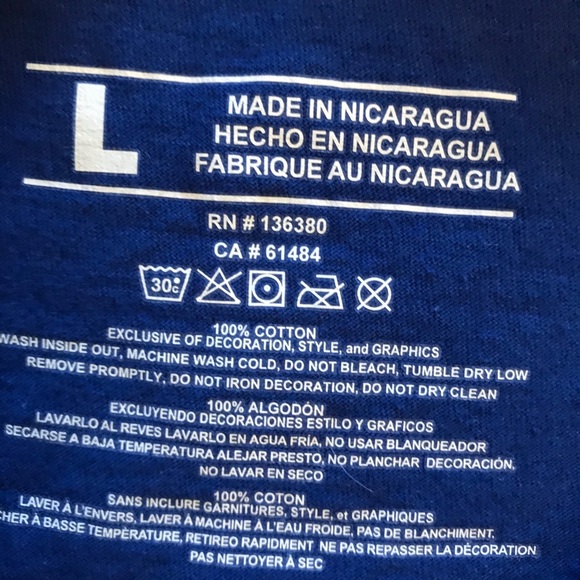 L
MADE IN NICARAGUA
HECHO EN NICARAGUA
FABRIQUE AU NICARAGUA
RN # 136380
CA # 61484
30c
100% COTTON
EXCLUSIVE OF DECORATION, STYLE, and GRAPHICS
WASH INSIDE OUT, MACHINE WASH COLD, DO NOT BLEACH, TUMBLE DRY LOW
REMOVE PROMPTLY, DO NOT IRON DECORATION, DO NOT DRY CLEAN
100% ALGODÓN
EXCLUYENDO DECORACIONES ESTILO Y GRAFICOS
LAVARLO AL REVES LAVARLO EN AGUA FRÍA, NO USAR BLANQUEADOR
SECARSE A BAJA TEMPERATURA ALEJAR PRESTO, NO PLANCHAR DECORACIÓN.
NO LAVAR EN SECO
100% COTON
SANS INCLURE GARNITURES, STYLE, et GRAPHIQUES
LAVER À L'ENVERS, LAVER À MACHINE À L'EAU FROIDE, PAS DE BLANCHIMENT.
CHER À BASSE TEMPÈRATURE, RETIREO RAPIDMENT NE PAS REPASSER LA DÉCORATION
PAS NETTOYER À SEC